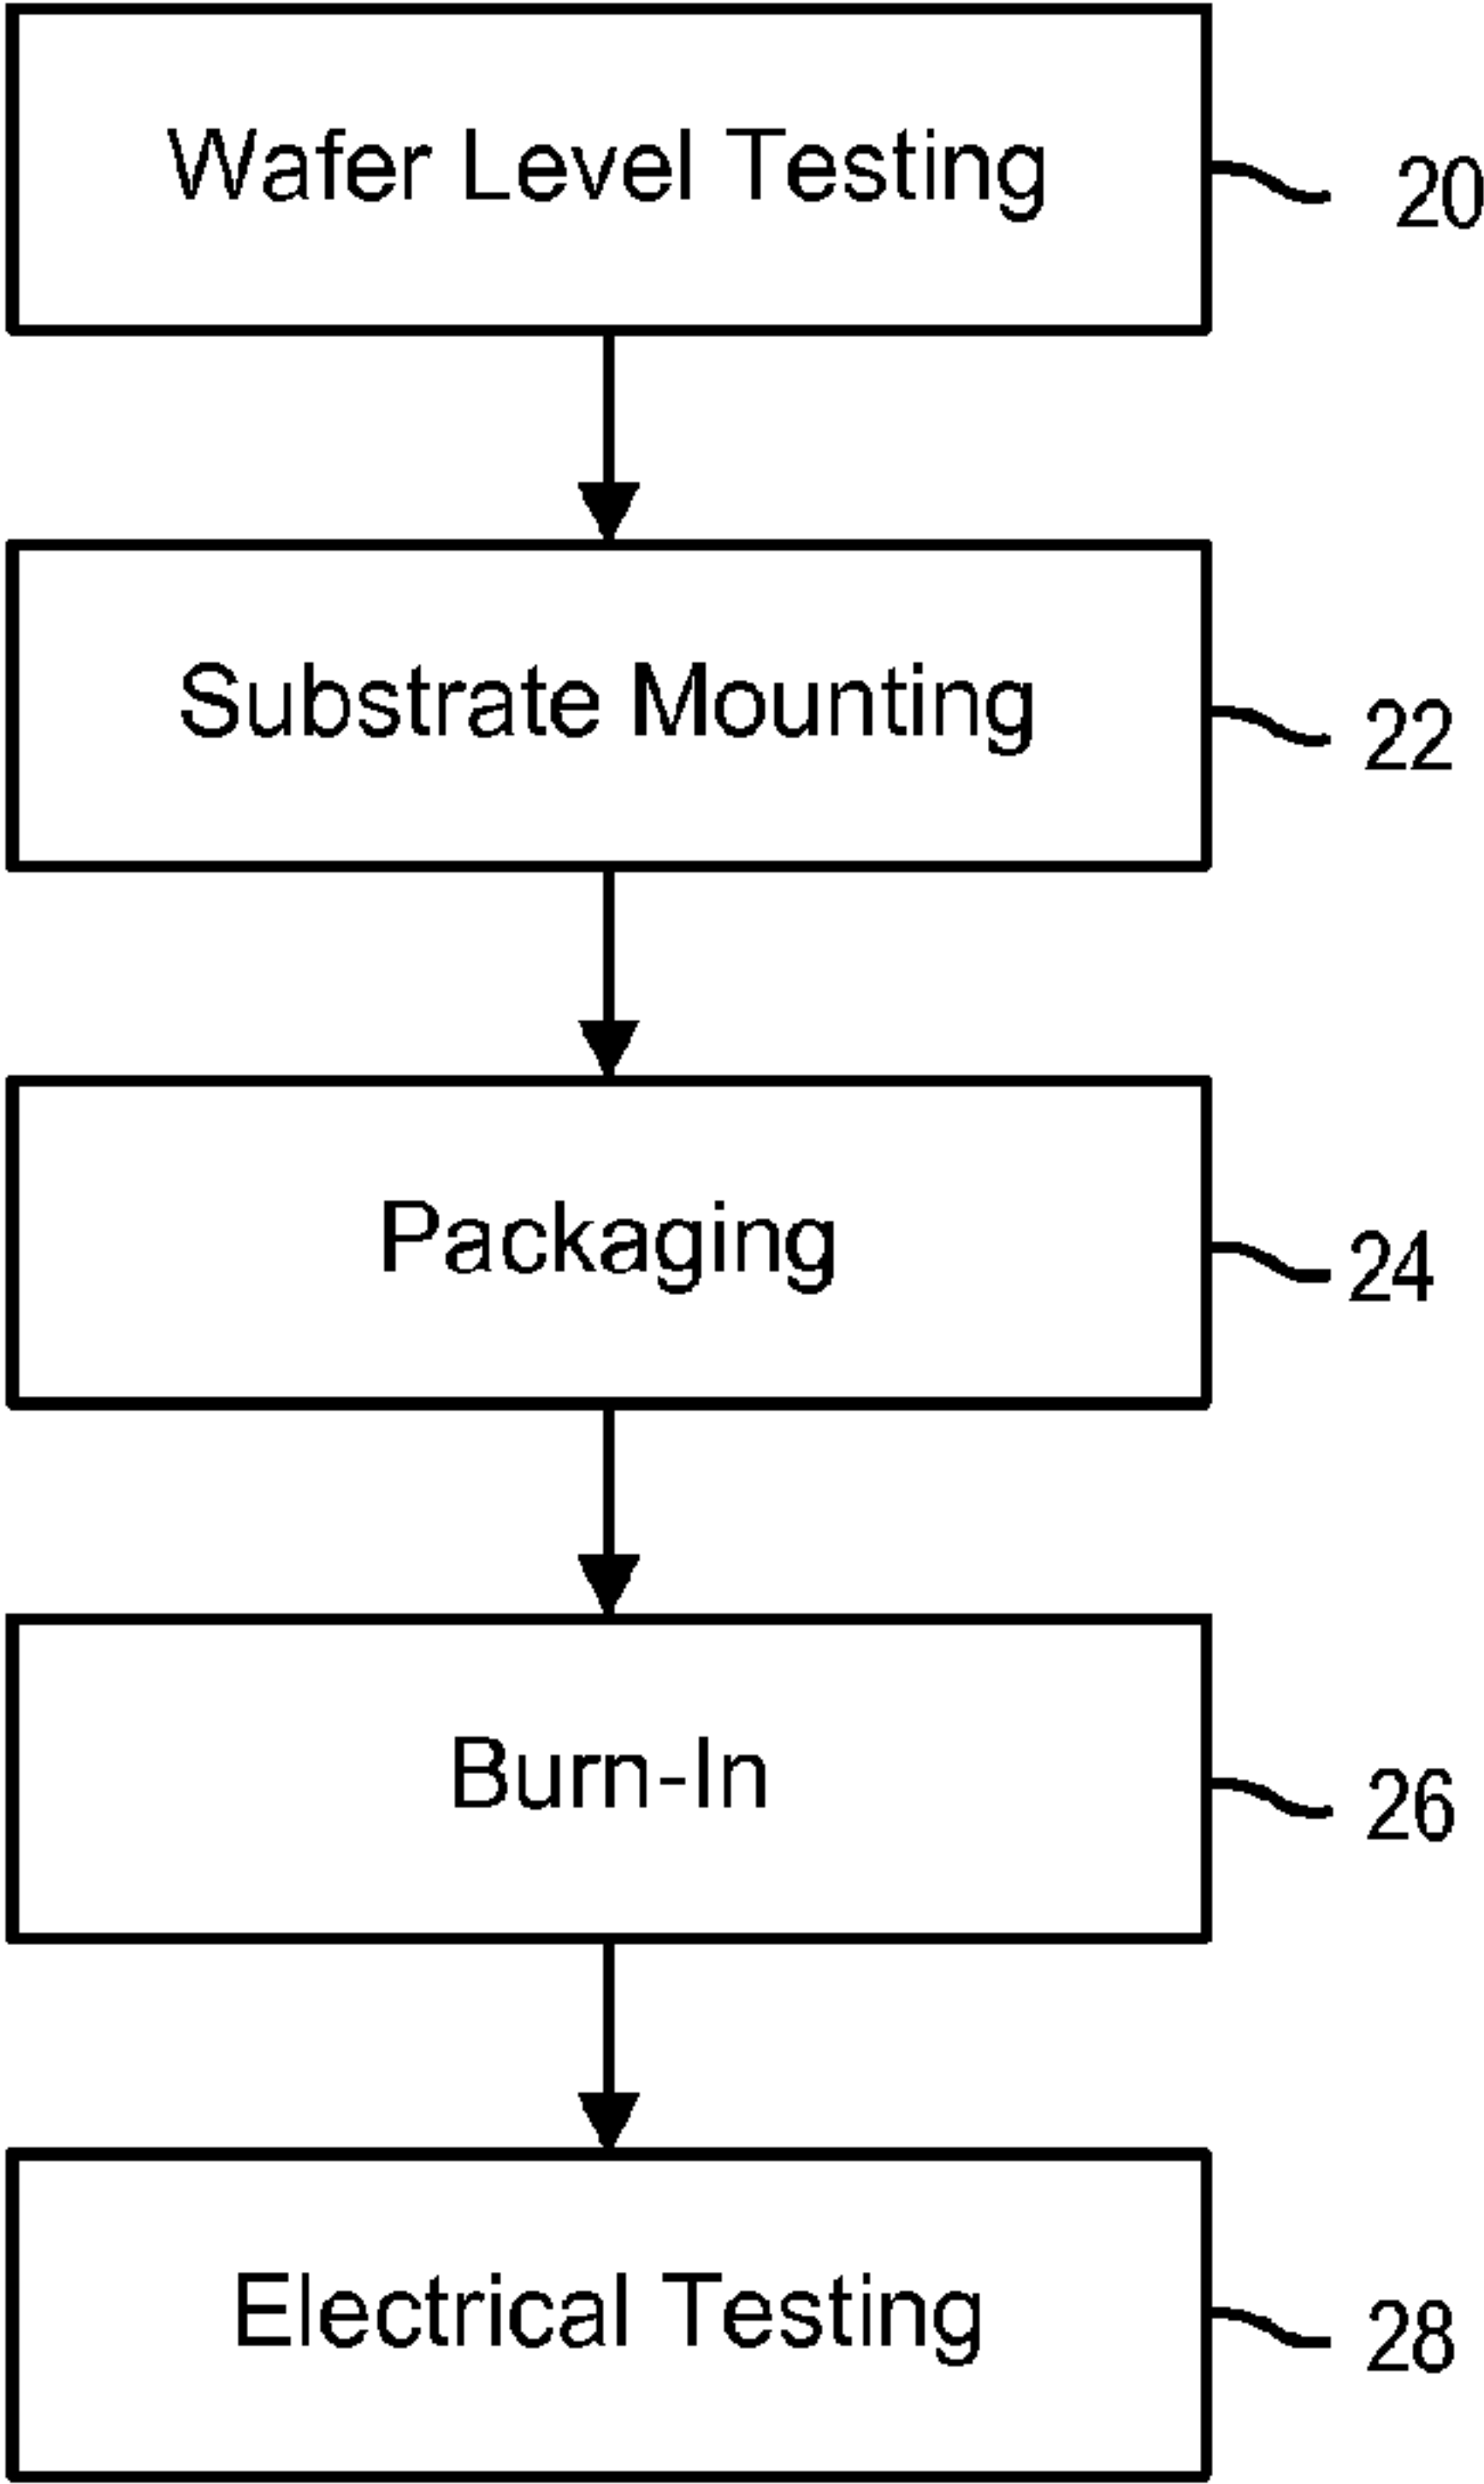 Wafer Level Testing
20
Substrate Mounting
22
Packaging
24
Burn-In
26
Electrical Testing
28